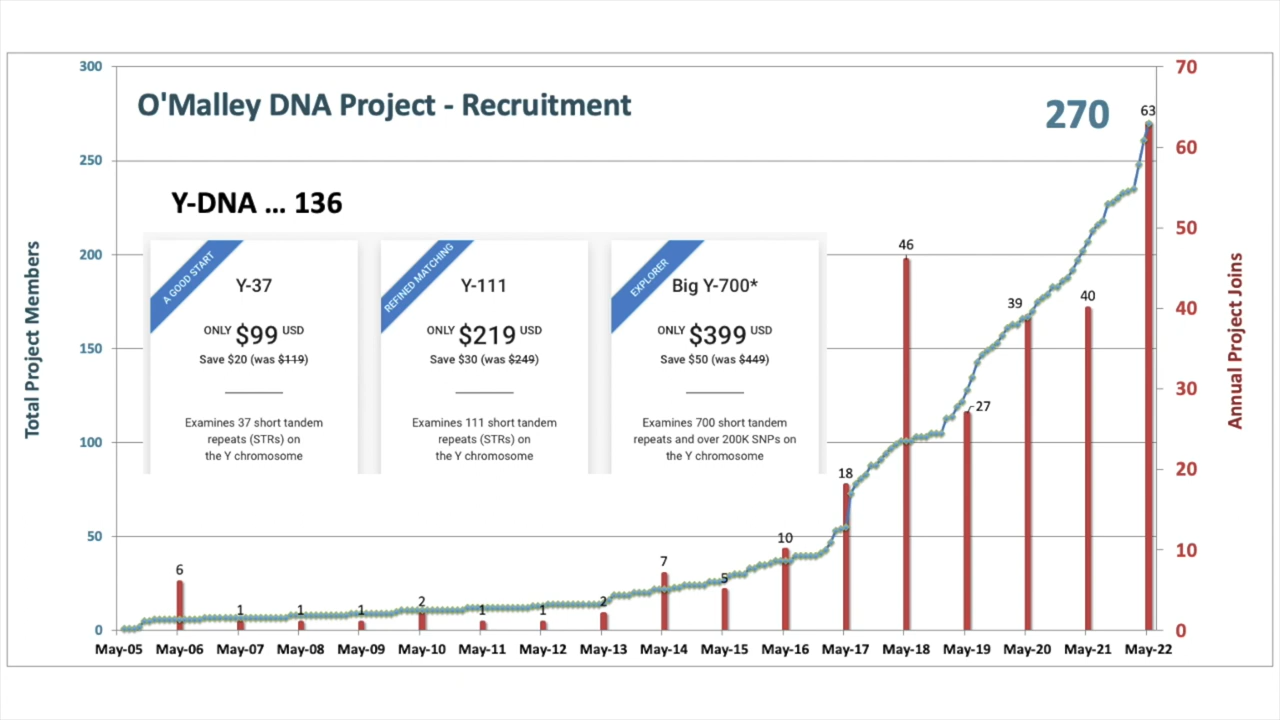 300
70
O'Malley DNA Project - Recruitment
270
63
60
250
Y-DNA ... 136
50
200
46
A GOOD START
Y-37
ONLY $99 USD
Save $20 (was $119)
Examines 37 short tandem
repeats (STRs) on
the Y chromosome
REFINED MATCHING
Y-111
ONLY $219 USD
Save $30 (was $249)
Examines 111 short tandem
repeats (STRs) on
the Y chromosome
EXPLORER
Big Y-700*
ONLY $399 USD
Save $50 (was $449)
Examines 700 short tandem
repeats and over 200K SNPs on
the Y chromosome
Total Project Members
Annual Project Joins
39
40
40
150
30
27
100
20
18
50
10
10
6
7
5
1
1
1
2
1
1
2
0
0
May-05 May-06 May-07 May-08 May-09 May-10 May-11 May-12 May-13 May-14 May-15 May-16 May-17 May-18 May-19 May-20 May-21 May-22